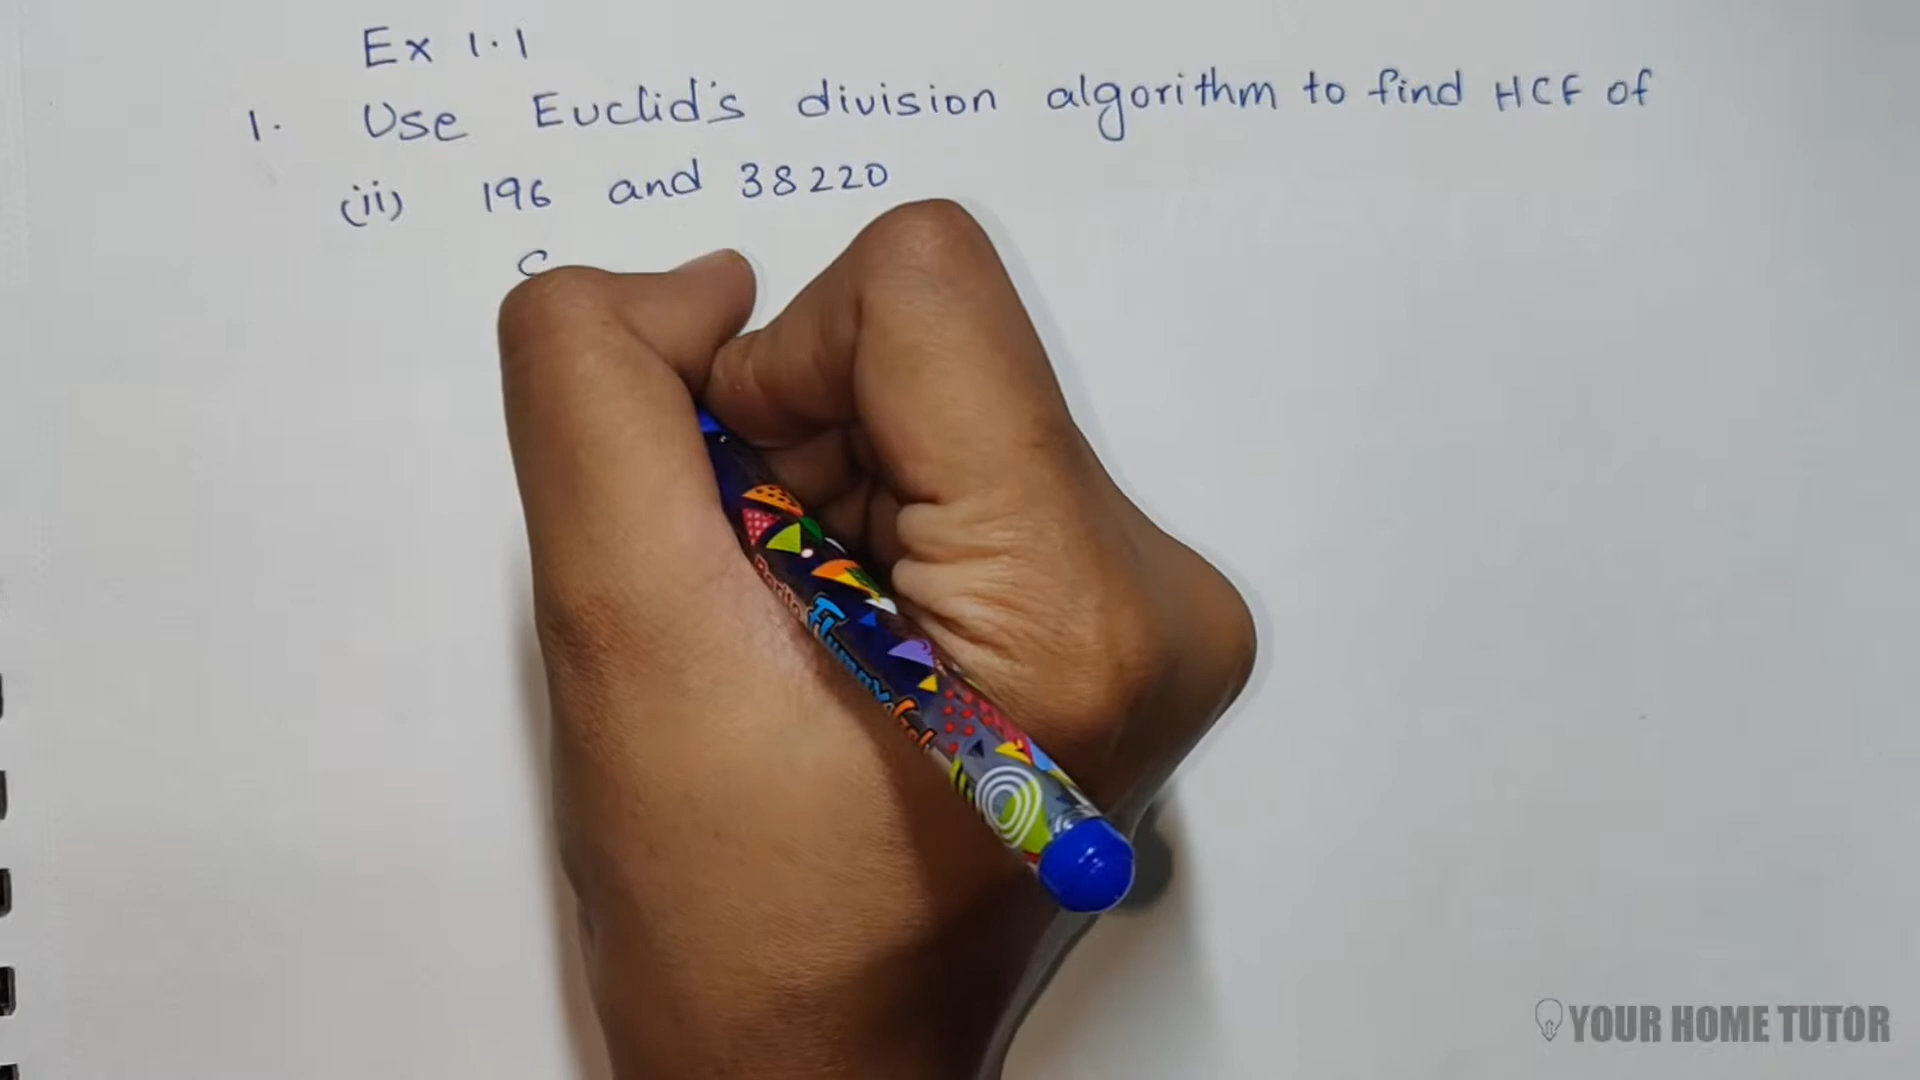 Ex 1.1
1. Use Euclid's division algorithm to find HCF of
(ii) 196 and 38220
YOUR HOME TUTOR